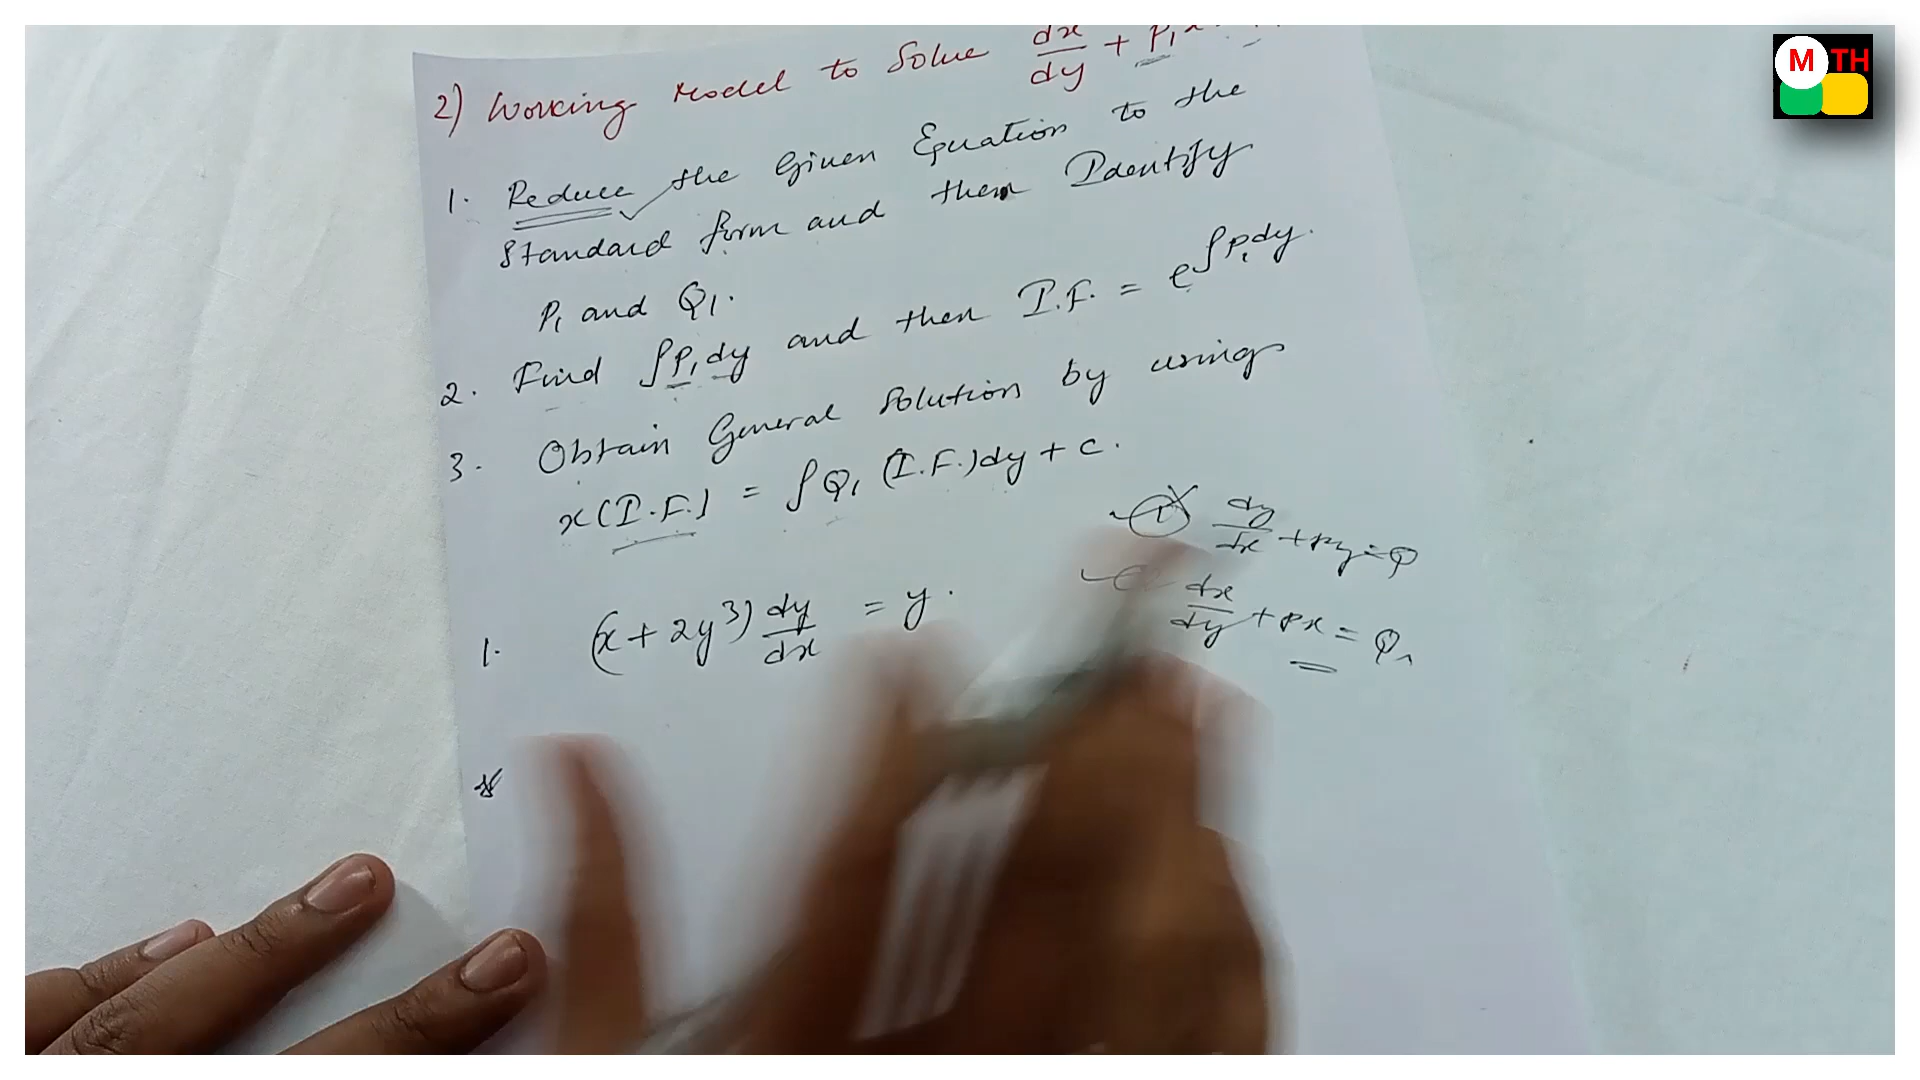 2) Working Model to Solve dx/dy + P₁x
1. Reduce the Given Equation to the
Standard form and then Identify
P₁ and Q₁.
2. Find ∫P₁dy and then I.F. = e^∫P₁dy.
3. Obtain General Solution by using
x(I.F.) = ∫Q₁ (I.F.)dy + c.
① dy/dx + Py = Q
dx/dy + Px = Q₁
1. (x + 2y³) dy/dx = y.
M TH